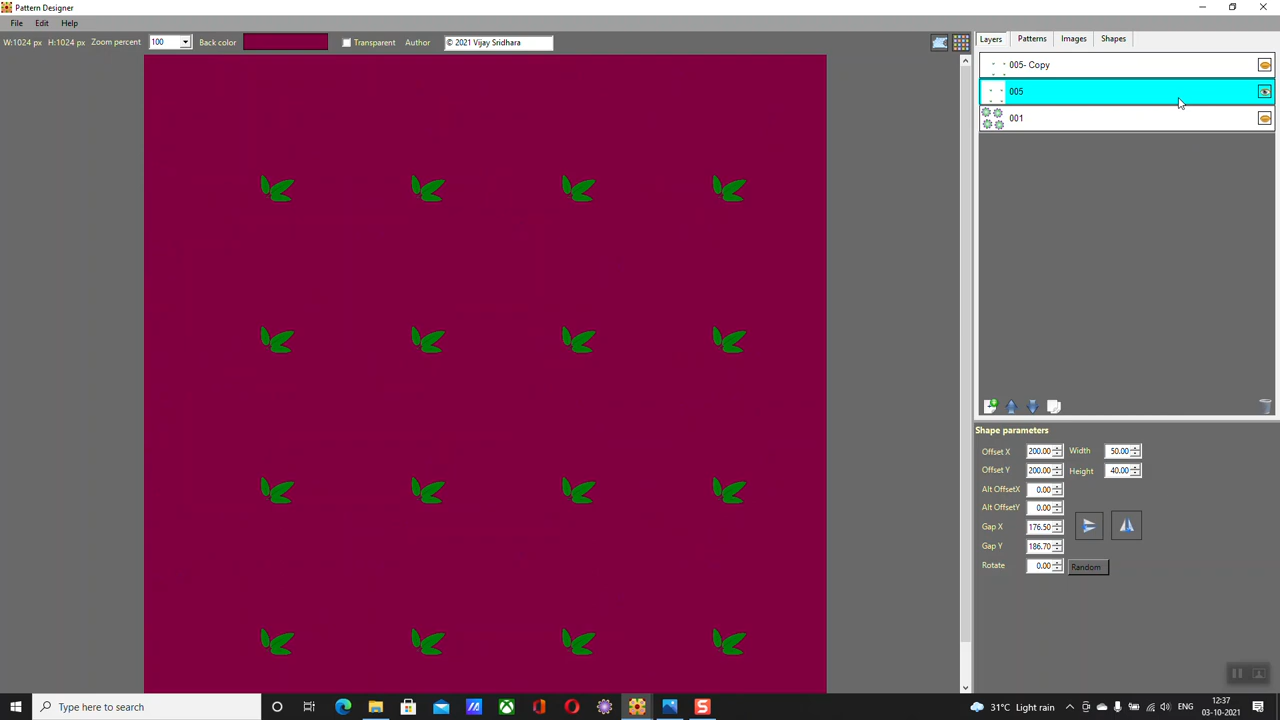 Pattern Designer
File Edit Help
W:1024 px H:1024 px Zoom percent 100 Back color Transparent Author © 2021 Vijay Sridhara
Layers Patterns Images Shapes
005- Copy
005
001
Shape parameters
Offset X 200.00 Width 50.00
Offset Y 200.00 Height 40.00
Alt OffsetX 0.00
Alt OffsetY 0.00
Gap X 176.50
Gap Y 186.70
Rotate 0.00 Random
Type here to search
31°C Light rain ENG 12:37
03-10-2021